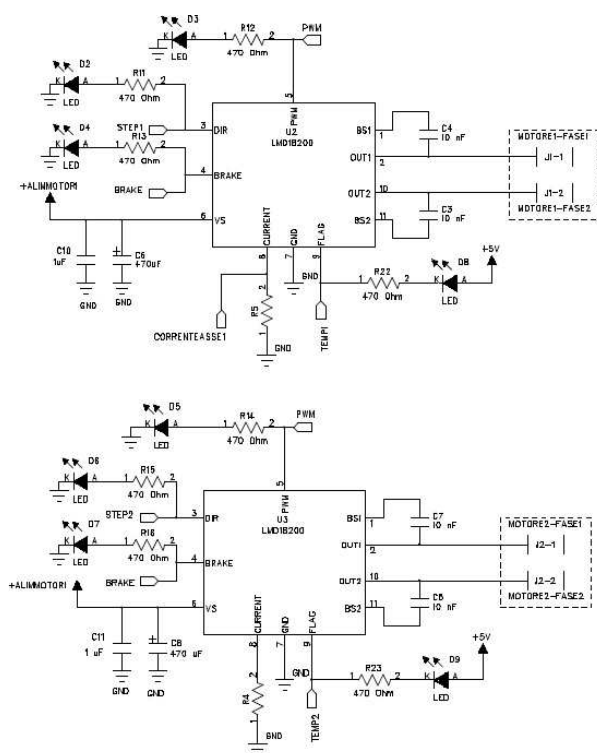 D3
R12
PWM
K A
1 2
LED
470 Ohm
D2
R11
K A
1 2
LED
470 Ohm
5
PWM
U2
LMD18200
STEP1
3
DIR
D4
R13
K A
1 2
LED
470 Ohm
4
BRAKE
BRAKE
+ALIMMOTORI
6
VS
C10
1uF
GND
+
C6
470uF
GND
BS1
1
C4
10 nF
OUT1
2
OUT2
10
C3
10 nF
BS2
11
MOTORE1-FASE1
J1-1
J1-2
MOTORE1-FASE2
CURRENT
GND
FLAG
8
7
9
GND
2
R5
1
GND
CORRENTEASSE1
TEMP1
R22
1 2
470 Ohm
D8
K A
LED
+5V
D5
R14
PWM
K A
1 2
LED
470 Ohm
D6
R15
K A
1 2
LED
470 Ohm
5
PWM
U3
LMD18200
STEP2
3
DIR
D7
R16
K A
1 2
LED
470 Ohm
4
BRAKE
BRAKE
+ALIMMOTORI
VS
C11
1 uF
GND
+
C8
470 uF
GND
BS1
1
C7
10 nF
OUT1
2
OUT2
10
10 nF
BS2
11
MOTORE2-FASE1
J2-1
J2-2
MOTORE2-FASE2
CURRENT
GND
FLAG
8
7
9
GND
2
R4
1
GND
TEMP2
R23
1 2
470 Ohm
D9
K A
LED
+5V